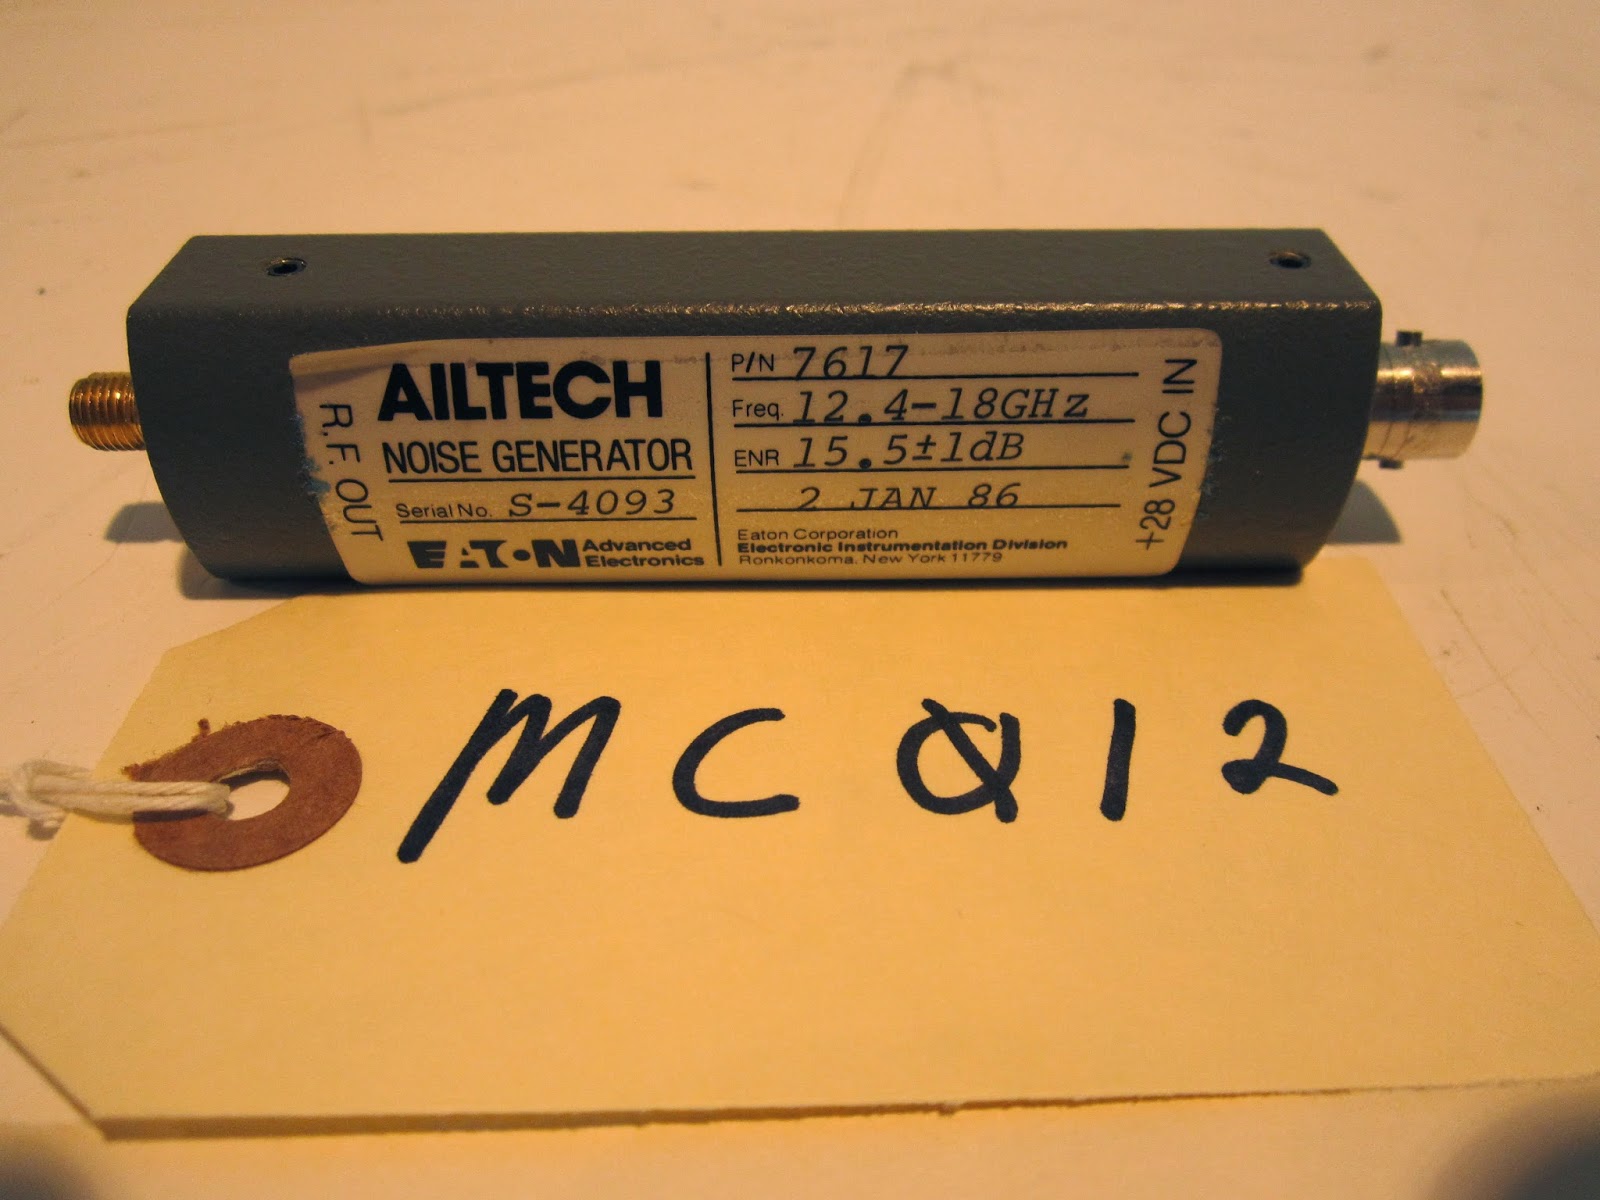 R.F. OUT
AILTECH
NOISE GENERATOR
Serial No. S-4093
EATON Advanced
Electronics
P/N 7617
Freq. 12.4-18GHz
ENR 15.5±1dB
2 JAN 86
Eaton Corporation
Electronic Instrumentation Division
Ronkonkoma, New York 11779
+28 VDC IN
MCQ12